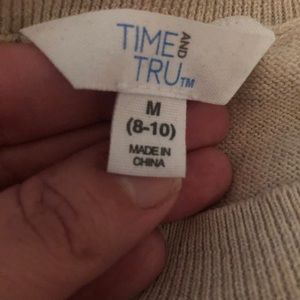 TIME AND
TRU™
M
(8-10)
MADE IN
CHINA